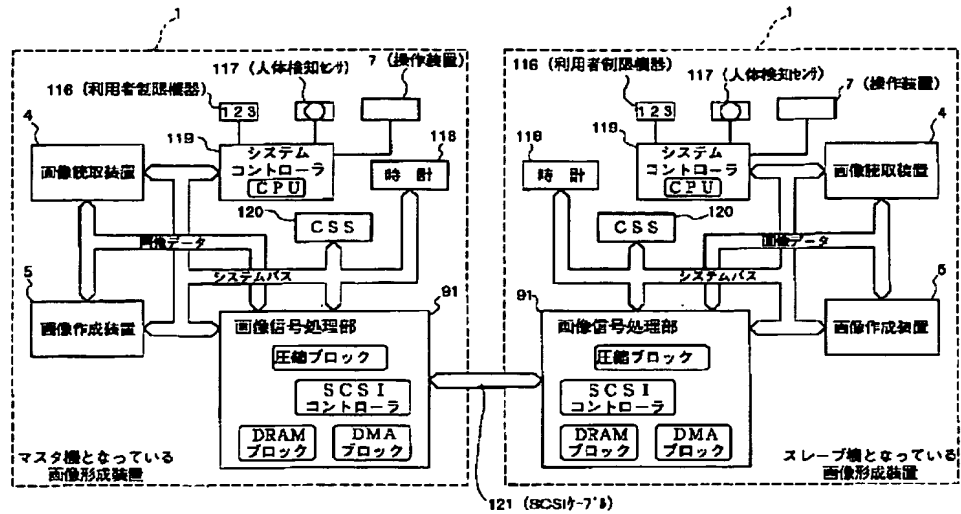 1
116 (利用者制限機器)
117 (人体検知センサ)
7 (操作装置)
123
4
119
118
画像読取装置
システム
コントローラ
CPU
時計
120
CSS
画像データ
システムバス
5
91
画像作成装置
画像信号処理部
圧縮ブロック
SCSI
コントローラ
DRAM
ブロック
DMA
ブロック
マスタ機となっている
画像形成装置
1
116 (利用者制限機器)
117 (人体検知センサ)
7 (操作装置)
123
118
119
4
時計
システム
コントローラ
CPU
画像読取装置
120
CSS
画像データ
システムバス
91
5
画像信号処理部
画像作成装置
圧縮ブロック
SCSI
コントローラ
DRAM
ブロック
DMA
ブロック
スレーブ機となっている
画像形成装置
121 (SCSIケーブル)